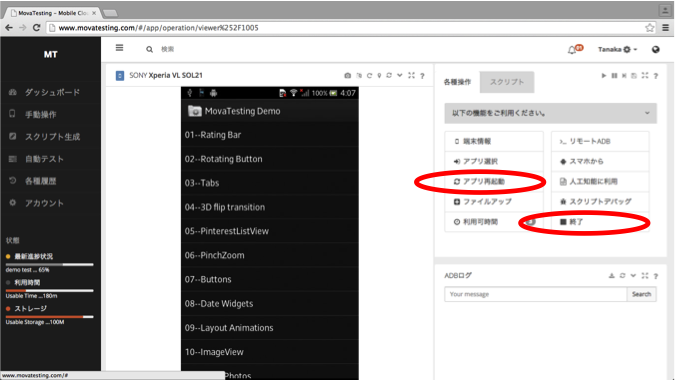 MovaTesting - Mobile Clo
www.movatesting.com/#/app/operation/viewer%252F1005
MT
検索
Tanaka
ダッシュボード
手動操作
スクリプト生成
自動テスト
各種履歴
アカウント
状態
最新進捗状況
demo test ... 65%
利用時間
Usable Time ...180m
ストレージ
Usable Storage ...100M
www.movatesting.com/#
SONY Xperia VL SOL21
100% 4:07
MovaTesting Demo
01--Rating Bar
02--Rotating Button
03--Tabs
04--3D flip transition
05--PinterestListView
06--PinchZoom
07--Buttons
08--Date Widgets
09--Layout Animations
10--ImageView
Photos
各種操作
スクリプト
以下の機能をご利用ください。
端末情報
>_ リモートADB
アプリ選択
スマホから
アプリ再起動
人工知能に利用
ファイルアップ
スクリプトデバッグ
利用可時間
終了
ADBログ
Your message
Search